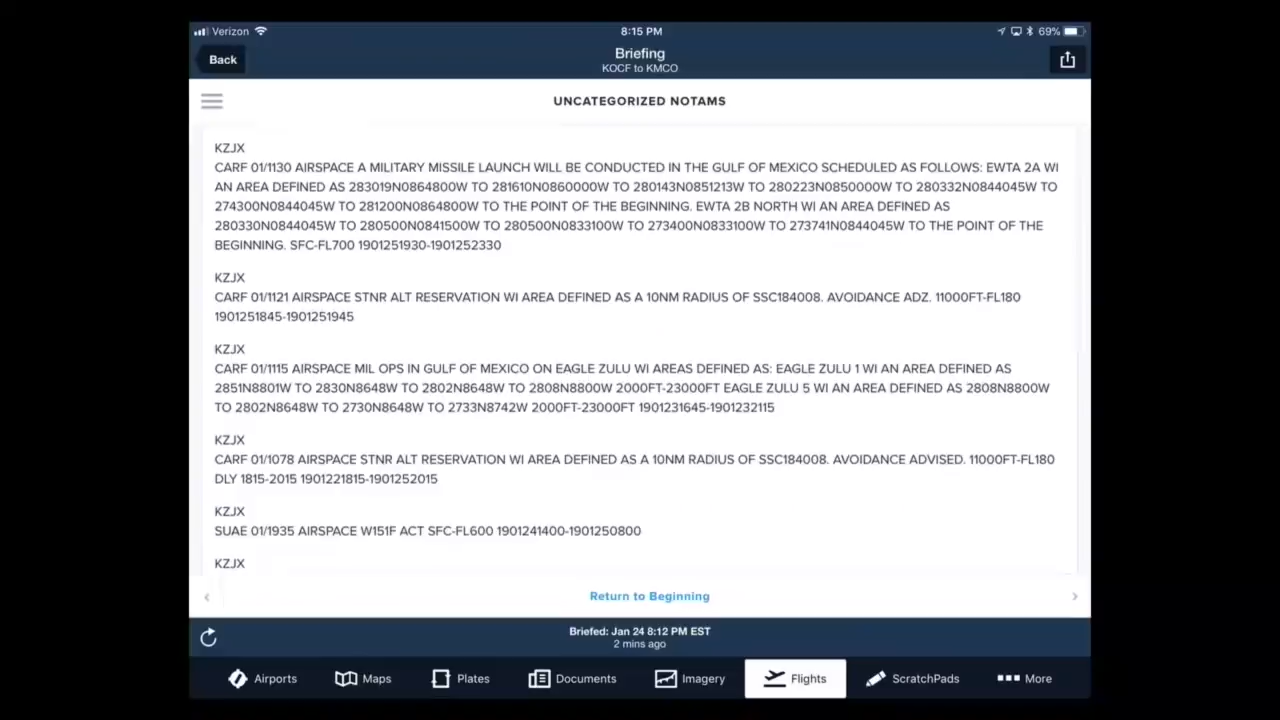 Verizon
8:15 PM
69%
Back
Briefing
KOCF to KMCO
UNCATEGORIZED NOTAMS
KZJX
CARF 01/1130 AIRSPACE A MILITARY MISSILE LAUNCH WILL BE CONDUCTED IN THE GULF OF MEXICO SCHEDULED AS FOLLOWS: EWTA 2A WI
AN AREA DEFINED AS 283019N0864800W TO 281610N0860000W TO 280143N0851213W TO 280223N0850000W TO 280332N0844045W TO
274300N0844045W TO 281200N0864800W TO THE POINT OF THE BEGINNING. EWTA 2B NORTH WI AN AREA DEFINED AS
280330N0844045W TO 280500N0841500W TO 280500N0833100W TO 273400N0833100W TO 273741N0844045W TO THE POINT OF THE
BEGINNING. SFC-FL700 1901251930-1901252330
KZJX
CARF 01/1121 AIRSPACE STNR ALT RESERVATION WI AREA DEFINED AS A 10NM RADIUS OF SSC184008. AVOIDANCE ADZ. 11000FT-FL180
1901251845-1901251945
KZJX
CARF 01/1115 AIRSPACE MIL OPS IN GULF OF MEXICO ON EAGLE ZULU WI AREAS DEFINED AS: EAGLE ZULU 1 WI AN AREA DEFINED AS
2851N8801W TO 2830N8648W TO 2802N8648W TO 2808N8800W 2000FT-23000FT EAGLE ZULU 5 WI AN AREA DEFINED AS 2808N8800W
TO 2802N8648W TO 2730N8648W TO 2733N8742W 2000FT-23000FT 1901231645-1901232115
KZJX
CARF 01/1078 AIRSPACE STNR ALT RESERVATION WI AREA DEFINED AS A 10NM RADIUS OF SSC184008. AVOIDANCE ADVISED. 11000FT-FL180
DLY 1815-2015 1901221815-1901252015
KZJX
SUAE 01/1935 AIRSPACE W151F ACT SFC-FL600 1901241400-1901250800
KZJX
Return to Beginning
Briefed: Jan 24 8:12 PM EST
2 mins ago
Airports
Maps
Plates
Documents
Imagery
Flights
ScratchPads
More